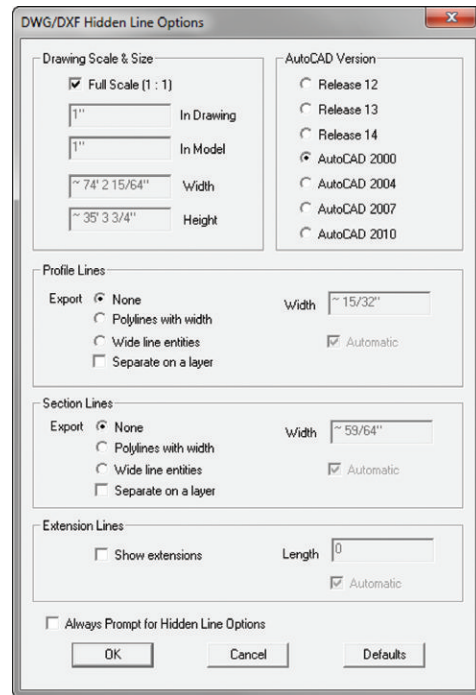 DWG/DXF Hidden Line Options
Drawing Scale & Size
Full Scale (1 : 1)
1" In Drawing
1" In Model
~ 74' 2 15/64" Width
~ 35' 3 3/4" Height
AutoCAD Version
Release 12
Release 13
Release 14
AutoCAD 2000
AutoCAD 2004
AutoCAD 2007
AutoCAD 2010
Profile Lines
Export None
Polylines with width
Wide line entities
Separate on a layer
Width ~ 15/32"
Automatic
Section Lines
Export None
Polylines with width
Wide line entities
Separate on a layer
Width ~ 59/64"
Automatic
Extension Lines
Show extensions
Length 0
Automatic
Always Prompt for Hidden Line Options
OK Cancel Defaults